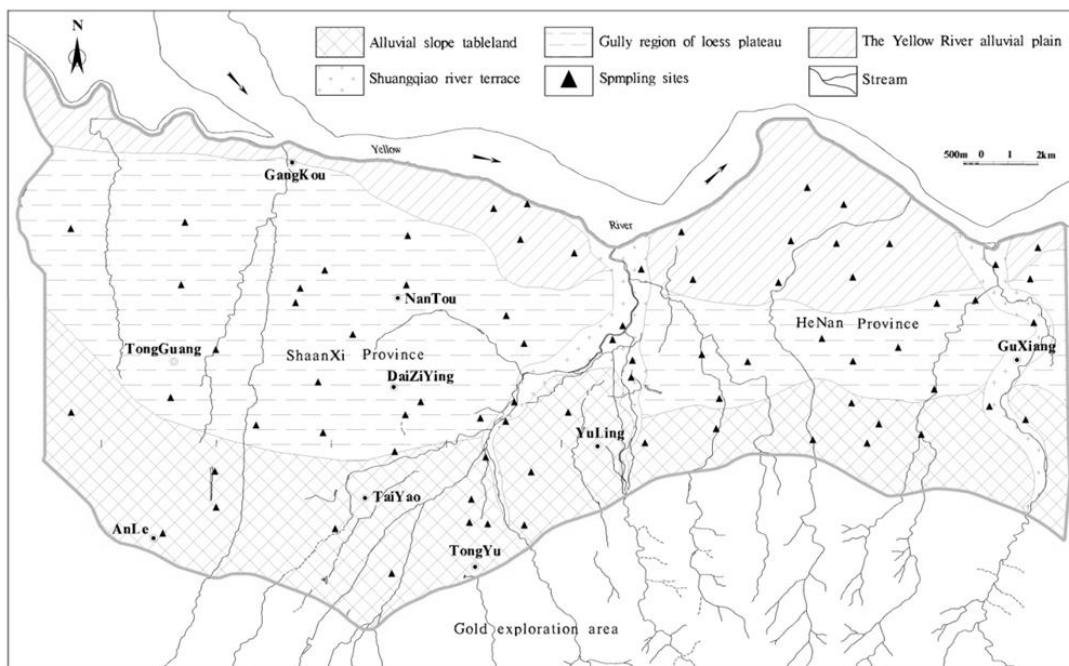 N
Alluvial slope tableland
Gully region of loess plateau
The Yellow River alluvial plain
Shuangqiao river terrace
Spmpling sites
Stream
Yellow
500m 0 1 2km
GangKou
River
NanTou
HeNan Province
TongGuang
ShaanXi Province
GuXiang
DaiZiYing
YuLing
TaiYao
AnLe
TongYu
Gold exploration area